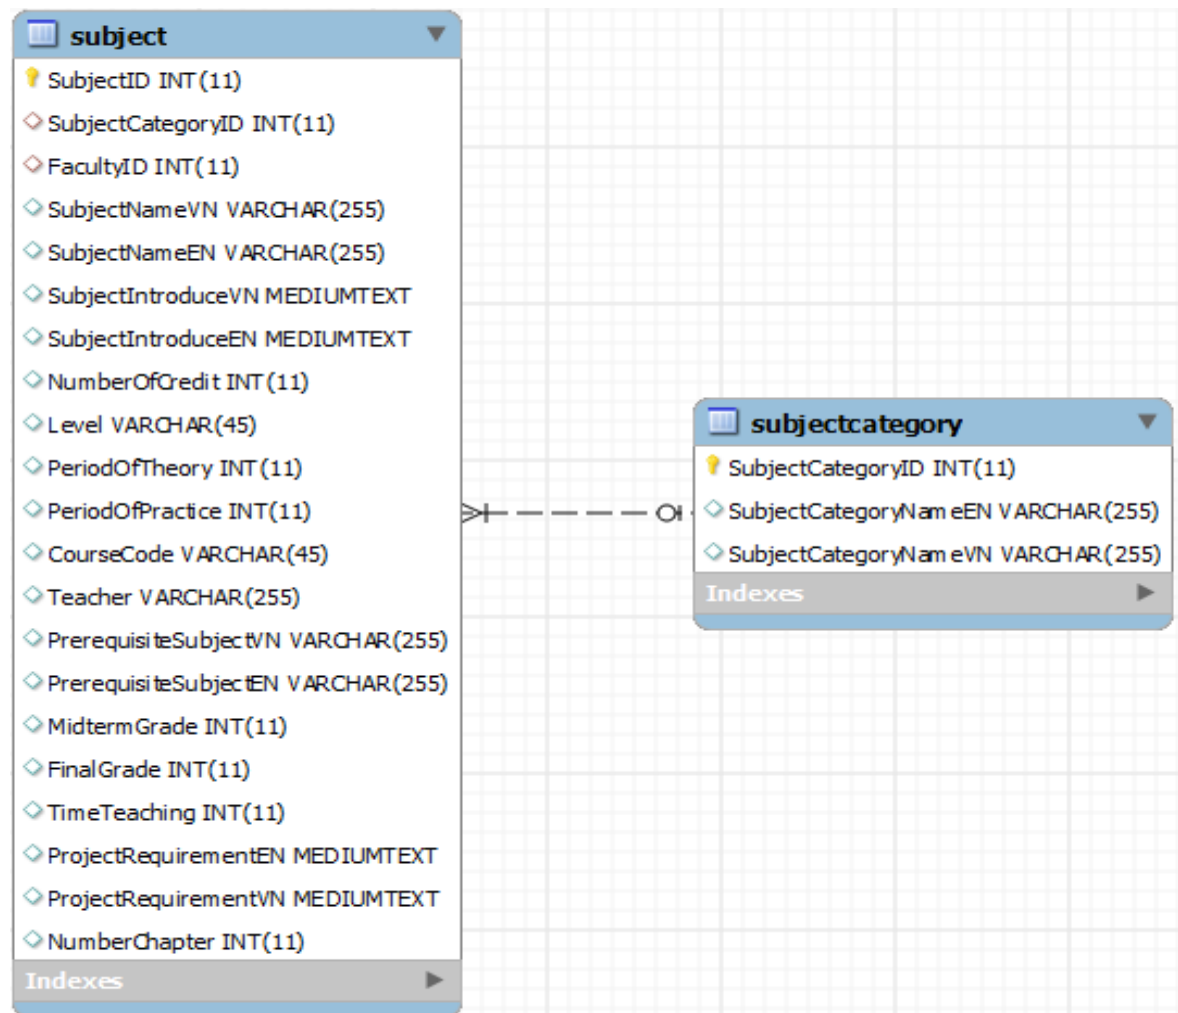 subject
SubjectID INT(11)
SubjectCategoryID INT(11)
FacultyID INT(11)
SubjectNameVN VARCHAR(255)
SubjectNameEN VARCHAR(255)
SubjectIntroduceVN MEDIUMTEXT
SubjectIntroduceEN MEDIUMTEXT
NumberOfCredit INT(11)
Level VARCHAR(45)
PeriodOfTheory INT(11)
PeriodOfPractice INT(11)
CourseCode VARCHAR(45)
Teacher VARCHAR(255)
PrerequisiteSubjectVN VARCHAR(255)
PrerequisiteSubjectEN VARCHAR(255)
MidtermGrade INT(11)
FinalGrade INT(11)
TimeTeaching INT(11)
ProjectRequirementEN MEDIUMTEXT
ProjectRequirementVN MEDIUMTEXT
NumberChapter INT(11)
Indexes
subjectcategory
SubjectCategoryID INT(11)
SubjectCategoryNameEN VARCHAR(255)
SubjectCategoryNameVN VARCHAR(255)
Indexes